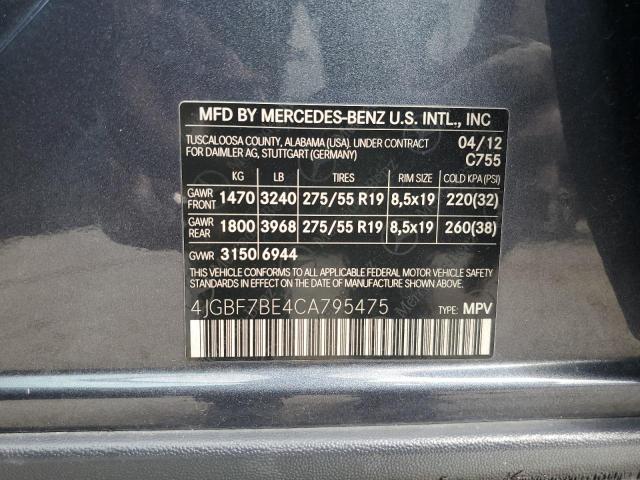 MFD BY MERCEDES-BENZ U.S. INTL., INC
TUSCALOOSA COUNTY, ALABAMA (USA). UNDER CONTRACT 04/12
FOR DAIMLER AG, STUTTGART (GERMANY) C755
KG LB TIRES RIM SIZE COLD KPA (PSI)
GAWR FRONT 1470 3240 275/55 R19 8,5x19 220(32)
GAWR REAR 1800 3968 275/55 R19 8,5x19 260(38)
GVWR 3150 6944
THIS VEHICLE CONFORMS TO ALL APPLICABLE FEDERAL MOTOR VEHICLE SAFETY
STANDARDS IN EFFECT ON THE DATE OF MANUFACTURE SHOWN ABOVE.
4JGBF7BE4CA795475 TYPE: MPV